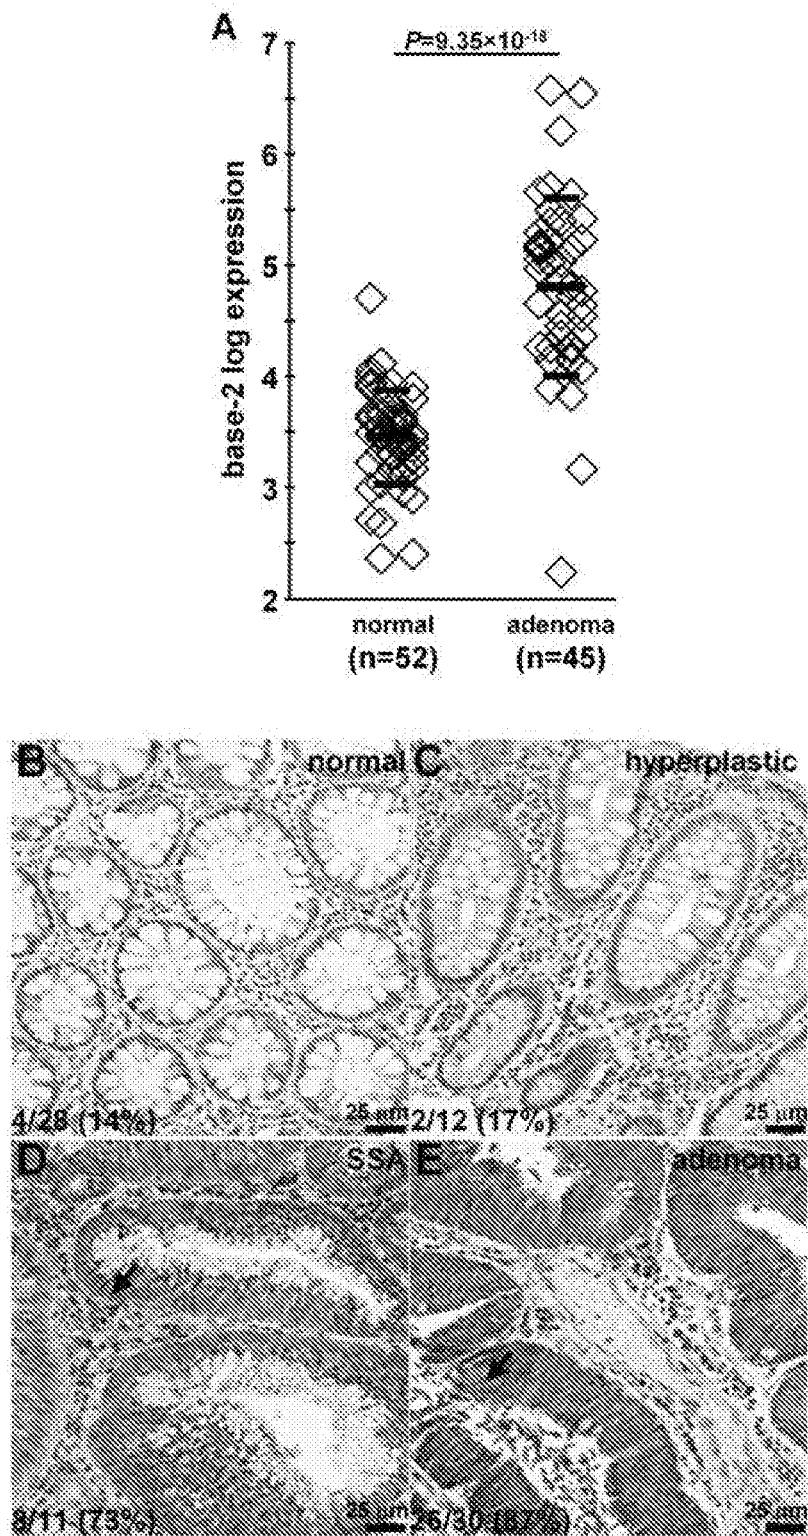 A
P=9.35×10⁻¹⁸
7
6
5
4
3
2
base-2 log expression
normal
adenoma
(n=52)
(n=45)
B
normal
C
hyperplastic
4/28 (14%)
25 µm
2/12 (17%)
25 µm
D
SSA
E
adenoma
8/11 (73%)
25 µm
26/30 (87%)
25 µm